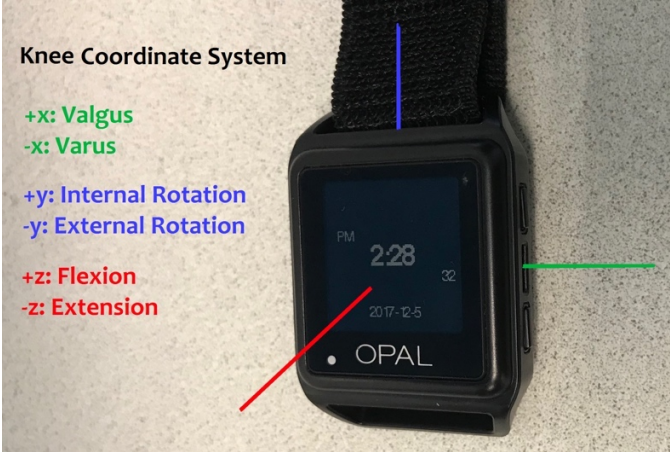 Knee Coordinate System
+x: Valgus
-x: Varus
+y: Internal Rotation
-y: External Rotation
+z: Flexion
-z: Extension
PM
2:28
32
2017-12-5
OPAL